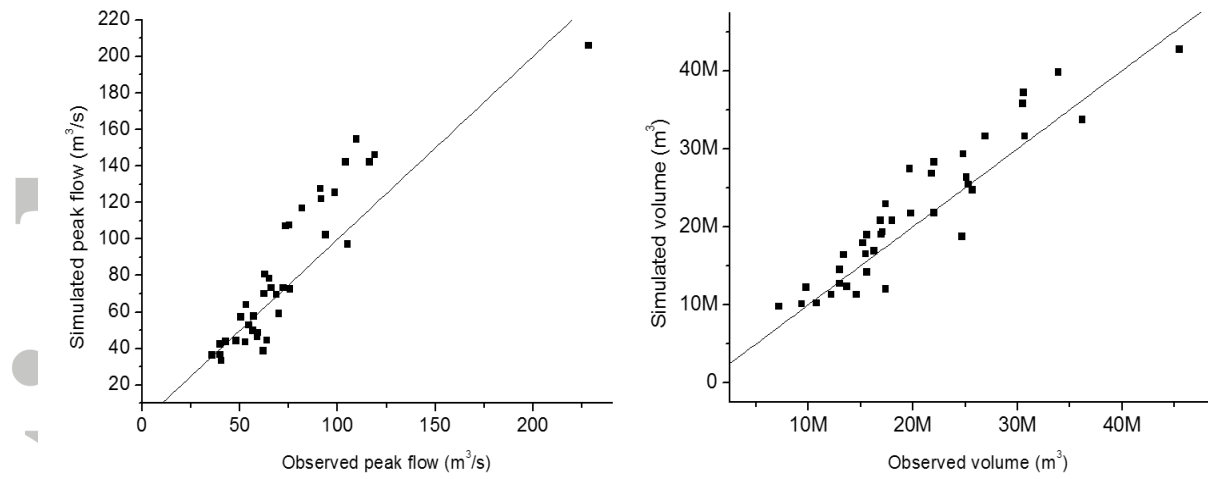 220
200
180
160
140
120
100
80
60
40
20
0
50
100
150
200
Simulated peak flow (m³/s)
Observed peak flow (m³/s)
40M
30M
20M
10M
0
10M
20M
30M
40M
Simulated volume (m³)
Observed volume (m³)